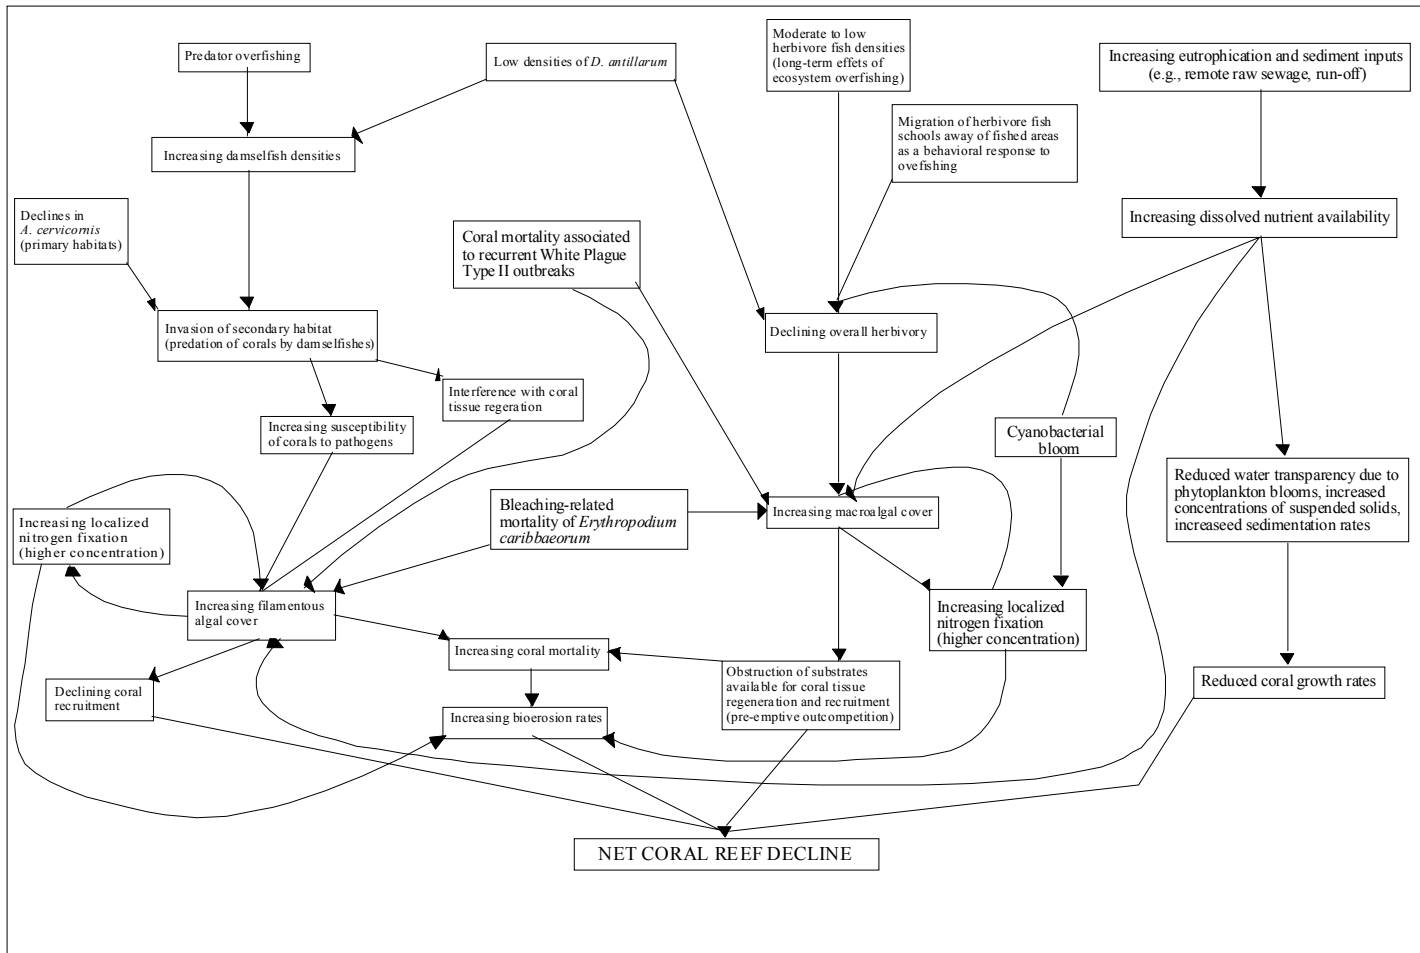 Predator overfishing
Low densities of D. antillarum
Moderate to low
herbivore fish densities
(long-term effets of
ecosystem overfishing)
Increasing eutrophication and sediment inputs
(e.g., remote raw sewage, run-off)
Migration of herbivore fish
schools away of fished areas
as a behavioral response to
ovefishing
Increasing damselfish densities
Declines in
A. cervicornis
(primary habitats)
Coral mortality associated
to recurrent White Plague
Type II outbreaks
Increasing dissolved nutrient availability
Invasion of secondary habitat
(predation of corals by damselfishes)
Declining overall herbivory
Interference with coral
tissue regeration
Increasing susceptibility
of corals to pathogens
Cyanobacterial
bloom
Reduced water transparency due to
phytoplankton blooms, increased
concentrations of suspended solids,
increaseed sedimentation rates
Increasing localized
nitrogen fixation
(higher concentration)
Bleaching-related
mortality of Erythropodium
caribbaeorum
Increasing macroalgal cover
Increasing filamentous
algal cover
Increasing localized
nitrogen fixation
(higher concentration)
Increasing coral mortality
Declining coral
recruitment
Obstruction of substrates
available for coral tissue
regeneration and recruitment
(pre-emptive outcompetition)
Reduced coral growth rates
Increasing bioerosion rates
NET CORAL REEF DECLINE